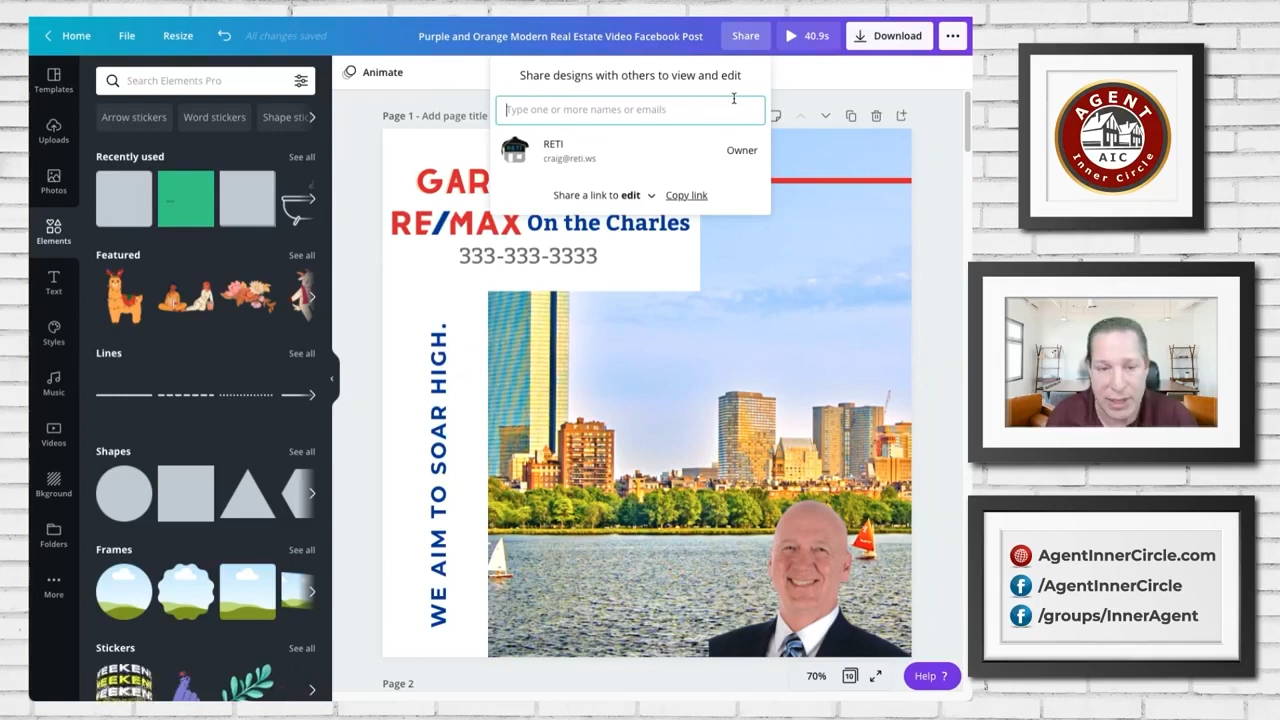 Home
File
Resize
All changes saved
Purple and Orange Modern Real Estate Video Facebook Post
Share
40.9s
Download
Templates
Uploads
Photos
Elements
Text
Styles
Music
Videos
Bkground
Folders
More
Search Elements Pro
Arrow stickers
Word stickers
Shape stic
Recently used
See all
Featured
See all
Lines
See all
Shapes
See all
Frames
See all
Stickers
See all
Animate
Page 1 - Add page title
Share designs with others to view and edit
Type one or more names or emails
RETI
RETI
craig@reti.ws
Owner
Share a link to edit
Copy link
GAR
RE/MAX On the Charles
333-333-3333
WE AIM TO SOAR HIGH.
Page 2
70%
10
Help ?
AGENT
AIC
Inner Circle
AgentInnerCircle.com
/AgentInnerCircle
/groups/InnerAgent